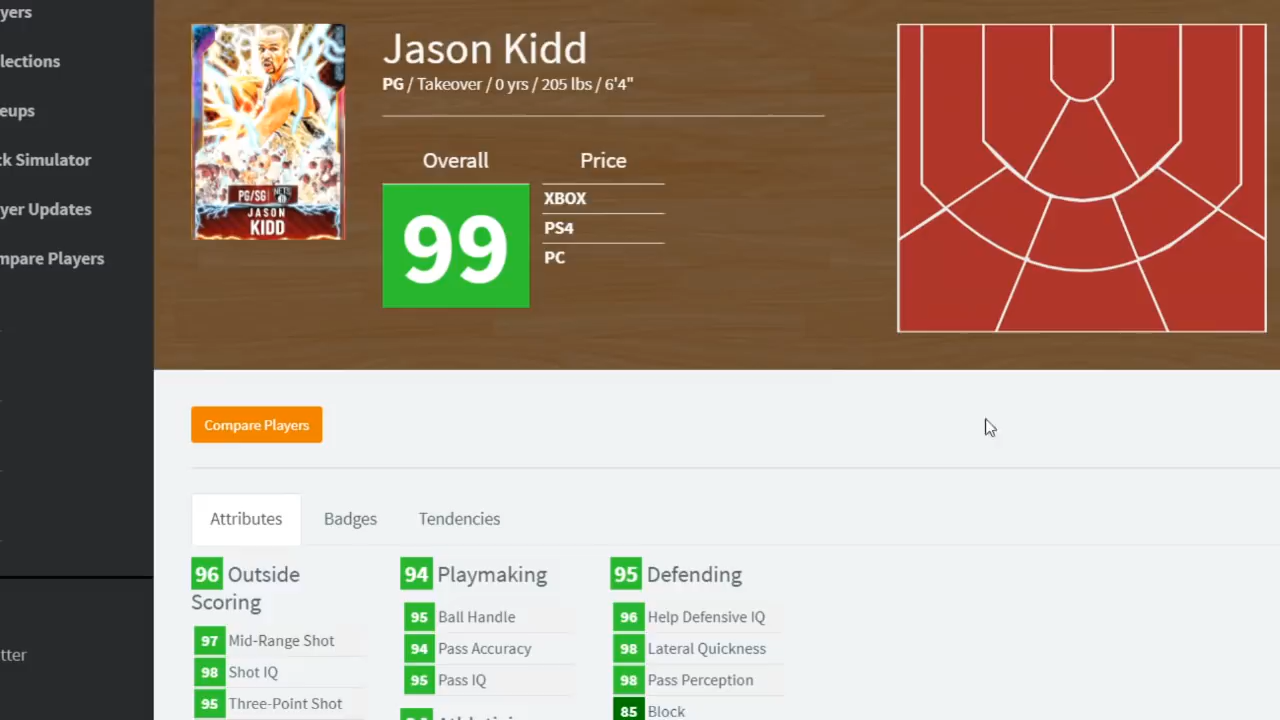 yers
lections
eups
ck Simulator
yer Updates
mpare Players
tter
PG/SG
NETS
JASON
KIDD
Jason Kidd
PG / Takeover / 0 yrs / 205 lbs / 6'4"
Overall
99
Price
XBOX
PS4
PC
Compare Players
Attributes
Badges
Tendencies
96 Outside
Scoring
97 Mid-Range Shot
98 Shot IQ
95 Three-Point Shot
94 Playmaking
95 Ball Handle
94 Pass Accuracy
95 Pass IQ
95 Defending
96 Help Defensive IQ
98 Lateral Quickness
98 Pass Perception
85 Block